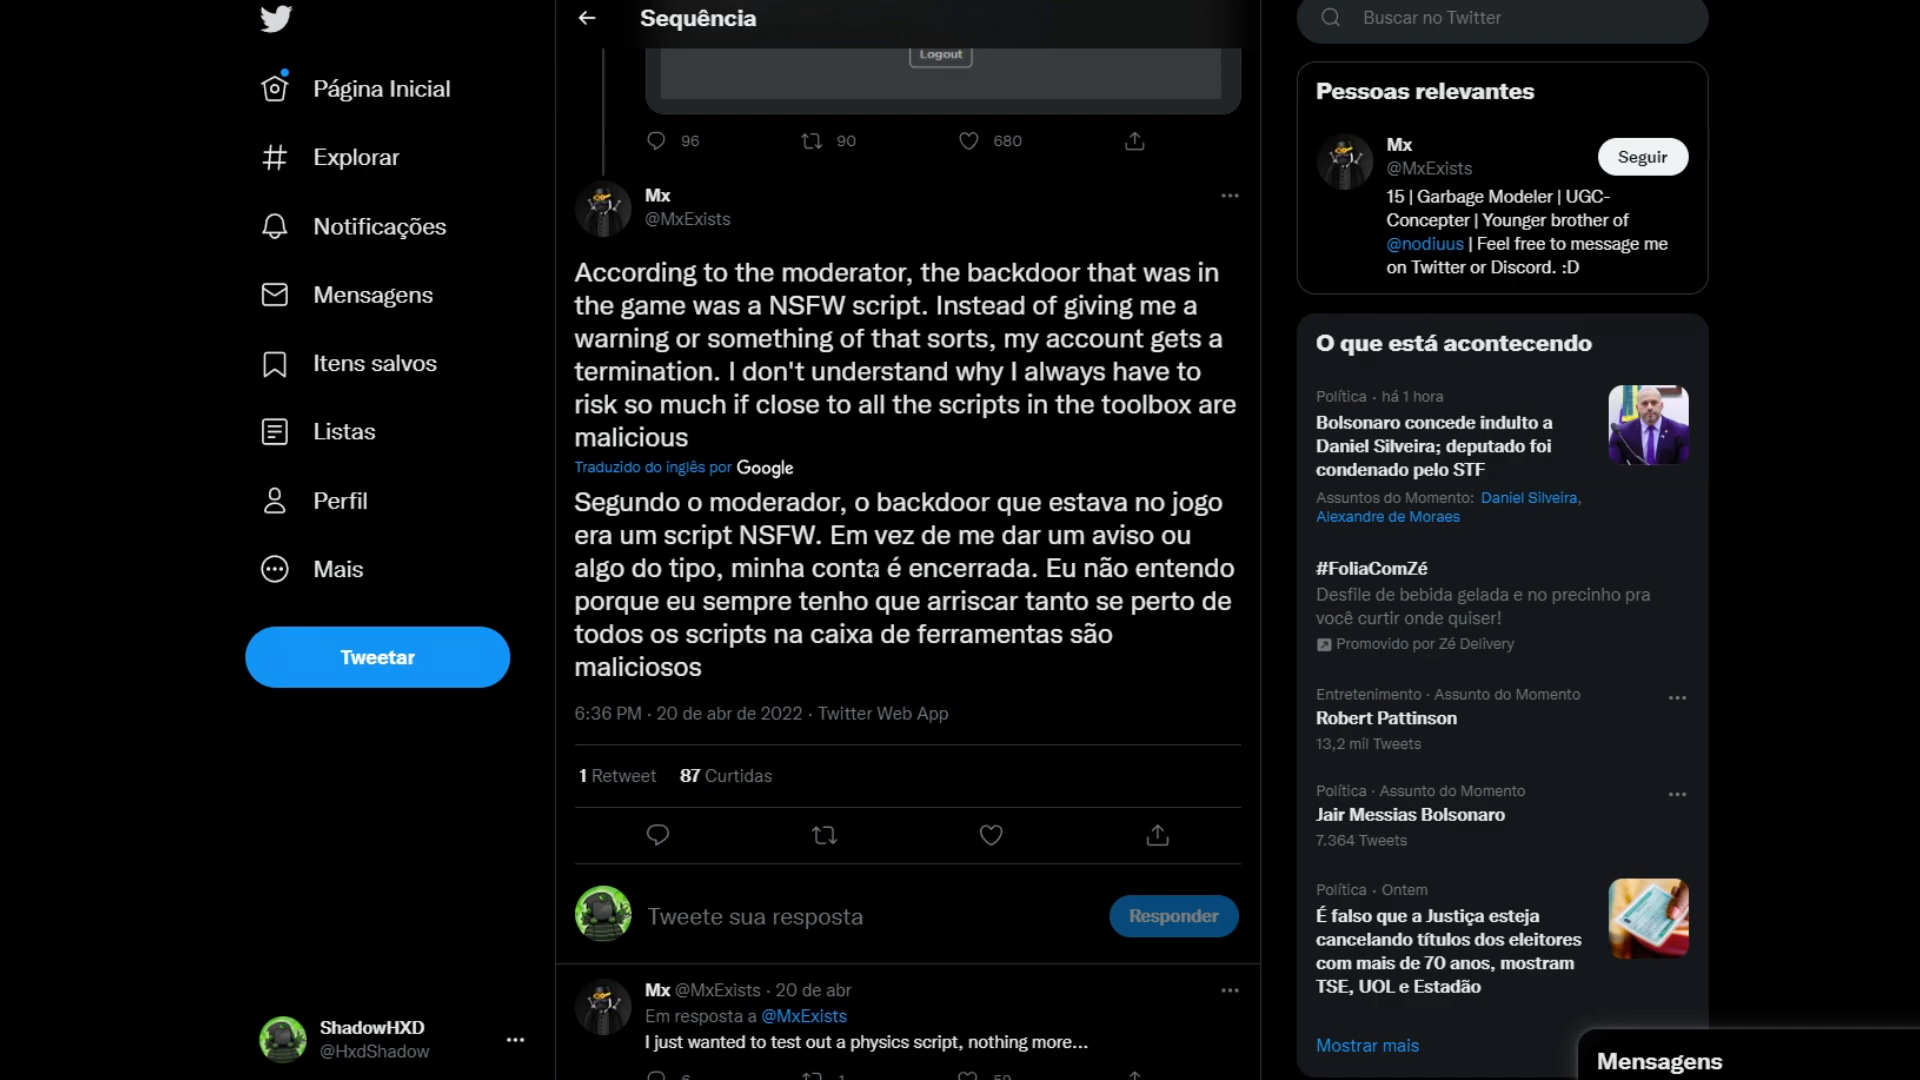 Página Inicial
Explorar
Notificações
Mensagens
Itens salvos
Listas
Perfil
Mais
Tweetar
ShadowHXD
@HxdShadow
Sequência
Logout
96 90 680
Mx
@MxExists
According to the moderator, the backdoor that was in
the game was a NSFW script. Instead of giving me a
warning or something of that sorts, my account gets a
termination. I don't understand why I always have to
risk so much if close to all the scripts in the toolbox are
malicious
Traduzido do inglês por Google
Segundo o moderador, o backdoor que estava no jogo
era um script NSFW. Em vez de me dar um aviso ou
algo do tipo, minha conta é encerrada. Eu não entendo
porque eu sempre tenho que arriscar tanto se perto de
todos os scripts na caixa de ferramentas são
maliciosos
6:36 PM · 20 de abr de 2022 · Twitter Web App
1 Retweet 87 Curtidas
Tweete sua resposta
Responder
Mx @MxExists · 20 de abr
Em resposta a @MxExists
I just wanted to test out a physics script, nothing more...
Buscar no Twitter
Pessoas relevantes
Mx
@MxExists
Seguir
15 | Garbage Modeler | UGC-
Concepter | Younger brother of
@nodiuus | Feel free to message me
on Twitter or Discord. :D
O que está acontecendo
Política · há 1 hora
Bolsonaro concede indulto a
Daniel Silveira; deputado foi
condenado pelo STF
Assuntos do Momento: Daniel Silveira,
Alexandre de Moraes
#FoliaComZé
Desfile de bebida gelada e no precinho pra
você curtir onde quiser!
Promovido por Zé Delivery
Entretenimento · Assunto do Momento
Robert Pattinson
13,2 mil Tweets
Política · Assunto do Momento
Jair Messias Bolsonaro
7.364 Tweets
Política · Ontem
É falso que a Justiça esteja
cancelando títulos dos eleitores
com mais de 70 anos, mostram
TSE, UOL e Estadão
Mostrar mais
Mensagens